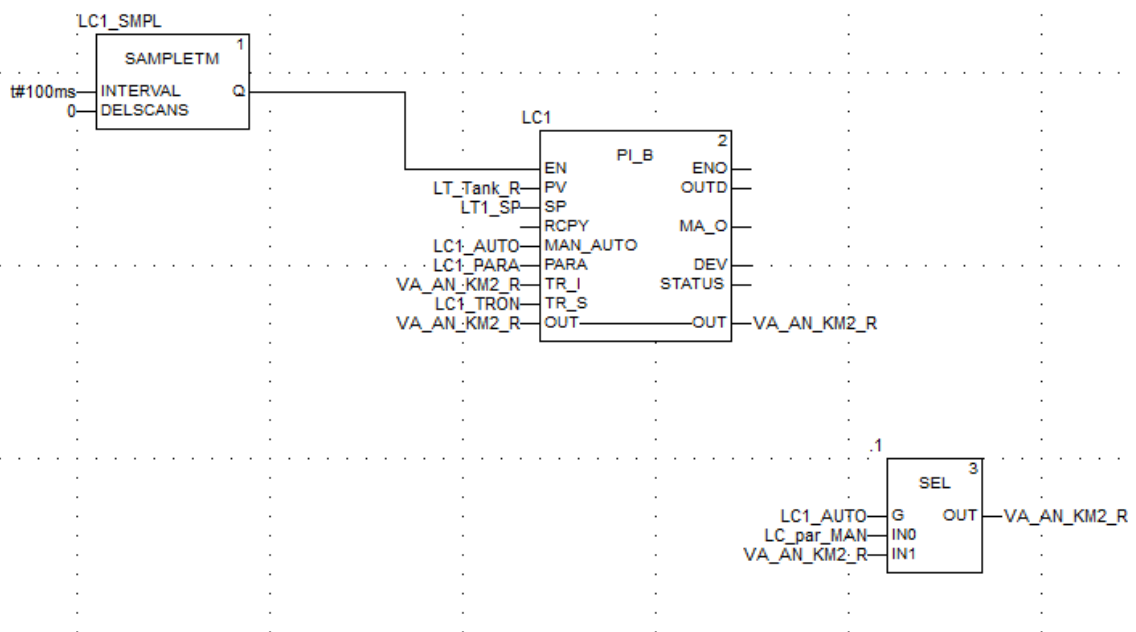 LC1_SMPL
1
SAMPLETM
t#100ms INTERVAL Q
0 DELSCANS
LC1
2
PI_B
EN ENO
LT_Tank_R PV OUTD
LT1_SP SP
RCPY MA_O
LC1_AUTO MAN_AUTO
LC1_PARA PARA DEV
VA_AN_KM2_R TR_I STATUS
LC1_TRON TR_S
VA_AN_KM2_R OUT OUT VA_AN_KM2_R
.1
3
SEL
LC1_AUTO G OUT VA_AN_KM2_R
LC_par_MAN IN0
VA_AN_KM2_R IN1